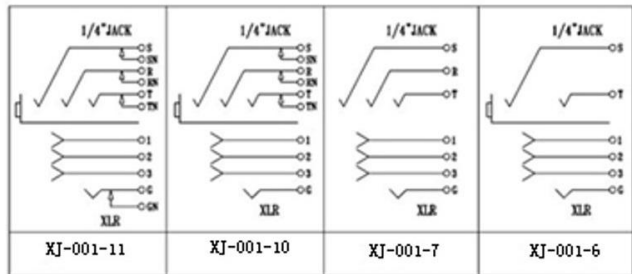 1/4"JACK
S
SN
R
RN
T
TN
1
2
3
G
GN
XLR
XJ-001-11
1/4"JACK
S
SN
R
RN
T
TN
1
2
3
G
XLR
XJ-001-10
1/4"JACK
S
R
T
1
2
3
G
XLR
XJ-001-7
1/4"JACK
S
T
1
2
3
G
XLR
XJ-001-6